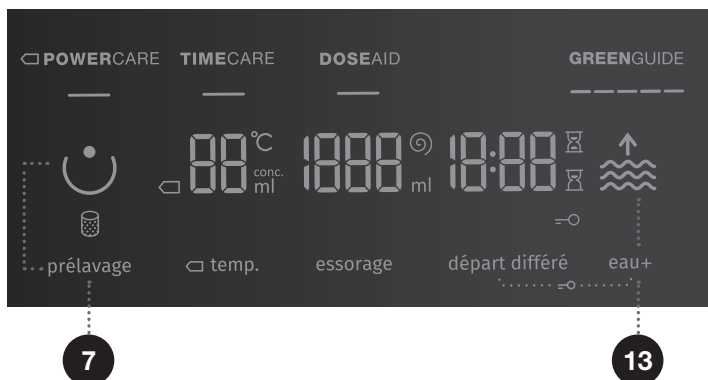 POWERCARE TIMECARE DOSEAID GREENGUIDE
88 °C conc. ml 1888 ml 18:88
prélavage temp. essorage départ différé eau+
7 13